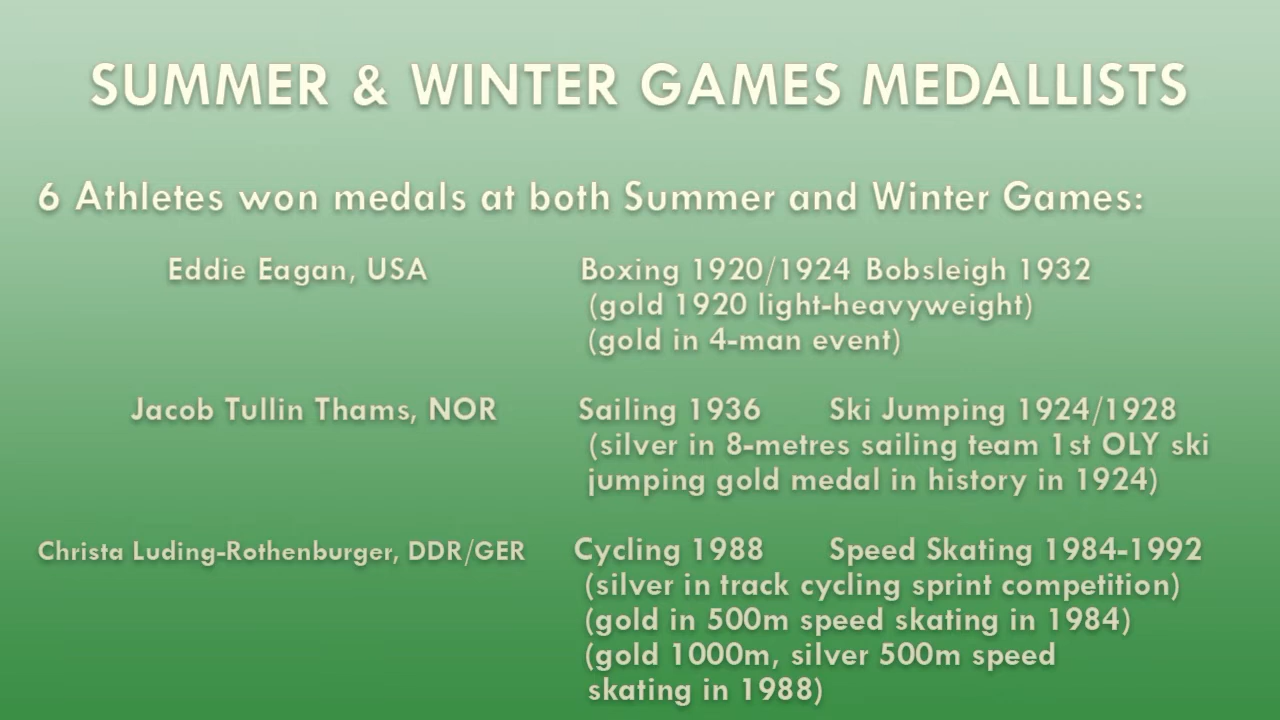 SUMMER & WINTER GAMES MEDALLISTS
6 Athletes won medals at both Summer and Winter Games:
Eddie Eagan, USA Boxing 1920/1924 Bobsleigh 1932
(gold 1920 light-heavyweight)
(gold in 4-man event)
Jacob Tullin Thams, NOR Sailing 1936 Ski Jumping 1924/1928
(silver in 8-metres sailing team 1st OLY ski
jumping gold medal in history in 1924)
Christa Luding-Rothenburger, DDR/GER Cycling 1988 Speed Skating 1984-1992
(silver in track cycling sprint competition)
(gold in 500m speed skating in 1984)
(gold 1000m, silver 500m speed
skating in 1988)